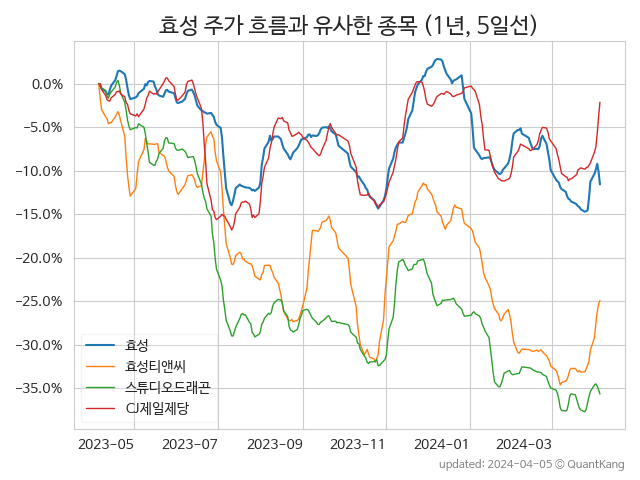 효성 주가 흐름과 유사한 종목 (1년, 5일선)
0.0%
−5.0%
−10.0%
−15.0%
−20.0%
−25.0%
−30.0%
−35.0%
효성
효성티앤씨
스튜디오드래곤
CJ제일제당
2023-05 2023-07 2023-09 2023-11 2024-01 2024-03
updated: 2024-04-05 © QuantKang